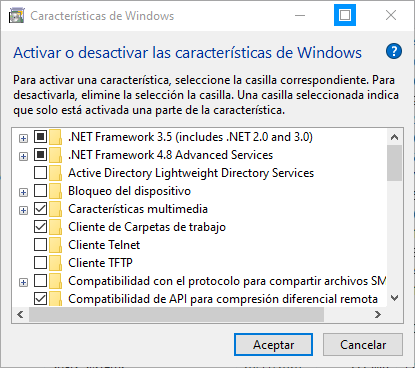 Características de Windows
Activar o desactivar las características de Windows
Para activar una característica, seleccione la casilla correspondiente. Para
desactivarla, elimine la selección la casilla. Una casilla seleccionada indica
que solo está activada una parte de la característica.
.NET Framework 3.5 (includes .NET 2.0 and 3.0)
.NET Framework 4.8 Advanced Services
Active Directory Lightweight Directory Services
Bloqueo del dispositivo
Características multimedia
Cliente de Carpetas de trabajo
Cliente Telnet
Cliente TFTP
Compatibilidad con el protocolo para compartir archivos SM
Compatibilidad de API para compresión diferencial remota
Aceptar
Cancelar